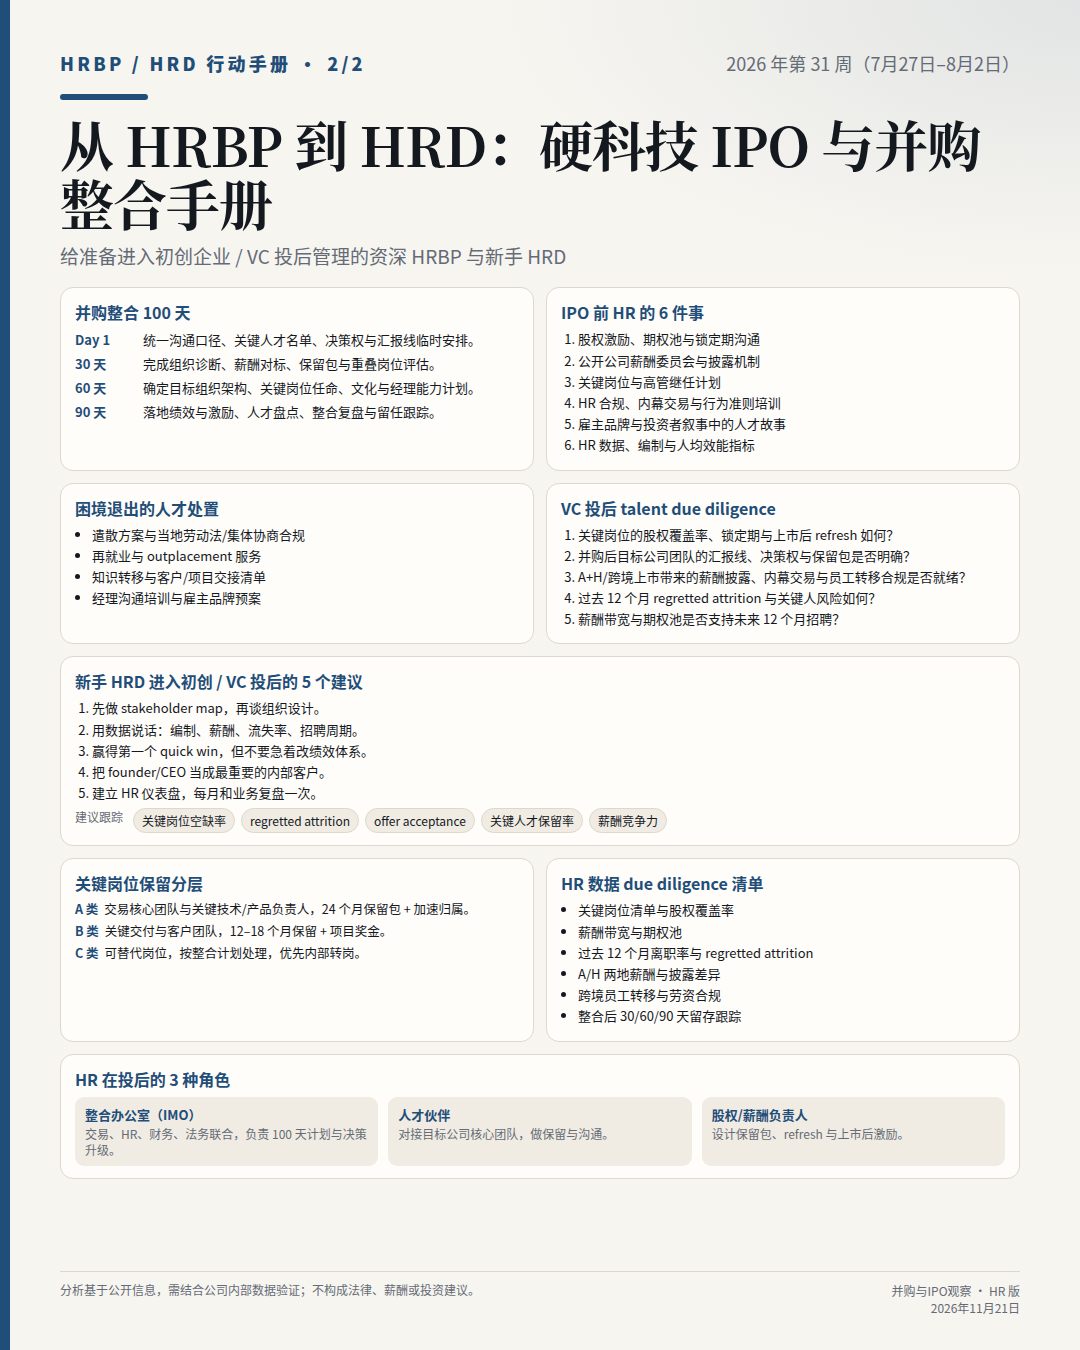 HRBP / HRD 行动手册 · 2/2
2026 年第 31 周（7月27日–8月2日）
从 HRBP 到 HRD：硬科技 IPO 与并购
整合手册
给准备进入初创企业 / VC 投后管理的资深 HRBP 与新手 HRD
并购整合 100 天
Day 1 统一沟通口径、关键人才名单、决策权与汇报线临时安排。
30 天 完成组织诊断、薪酬对标、保留包与重叠岗位评估。
60 天 确定目标组织架构、关键岗位任命、文化与经理能力计划。
90 天 落地绩效与激励、人才盘点、整合复盘与留任跟踪。
IPO 前 HR 的 6 件事
1. 股权激励、期权池与锁定期沟通
2. 公开公司薪酬委员会与披露机制
3. 关键岗位与高管继任计划
4. HR 合规、内幕交易与行为准则培训
5. 雇主品牌与投资者叙事中的人才故事
6. HR 数据、编制与人均效能指标
困境退出的人才处置
• 遣散方案与当地劳动法/集体协商合规
• 再就业与 outplacement 服务
• 知识转移与客户/项目交接清单
• 经理沟通培训与雇主品牌预案
VC 投后 talent due diligence
1. 关键岗位的股权覆盖率、锁定期与上市后 refresh 如何？
2. 并购后目标公司团队的汇报线、决策权与保留包是否明确？
3. A+H/跨境上市带来的薪酬披露、内幕交易与员工转移合规是否就绪？
4. 过去 12 个月 regretted attrition 与关键人风险如何？
5. 薪酬带宽与期权池是否支持未来 12 个月招聘？
新手 HRD 进入初创 / VC 投后的 5 个建议
1. 先做 stakeholder map，再谈组织设计。
2. 用数据说话：编制、薪酬、流失率、招聘周期。
3. 赢得第一个 quick win，但不要急着改绩效体系。
4. 把 founder/CEO 当成最重要的内部客户。
5. 建立 HR 仪表盘，每月和业务复盘一次。
建议跟踪 关键岗位空缺率 regretted attrition offer acceptance 关键人才保留率 薪酬竞争力
关键岗位保留分层
A 类 交易核心团队与关键技术/产品负责人，24 个月保留包 + 加速归属。
B 类 关键交付与客户团队，12–18 个月保留 + 项目奖金。
C 类 可替代岗位，按整合计划处理，优先内部转岗。
HR 数据 due diligence 清单
• 关键岗位清单与股权覆盖率
• 薪酬带宽与期权池
• 过去 12 个月离职率与 regretted attrition
• A/H 两地薪酬与披露差异
• 跨境员工转移与劳资合规
• 整合后 30/60/90 天留存跟踪
HR 在投后的 3 种角色
整合办公室（IMO）
交易、HR、财务、法务联合，负责 100 天计划与决策
升级。
人才伙伴
对接目标公司核心团队，做保留与沟通。
股权/薪酬负责人
设计保留包、refresh 与上市后激励。
分析基于公开信息，需结合公司内部数据验证；不构成法律、薪酬或投资建议。
并购与IPO观察 · HR 版
2026年11月21日